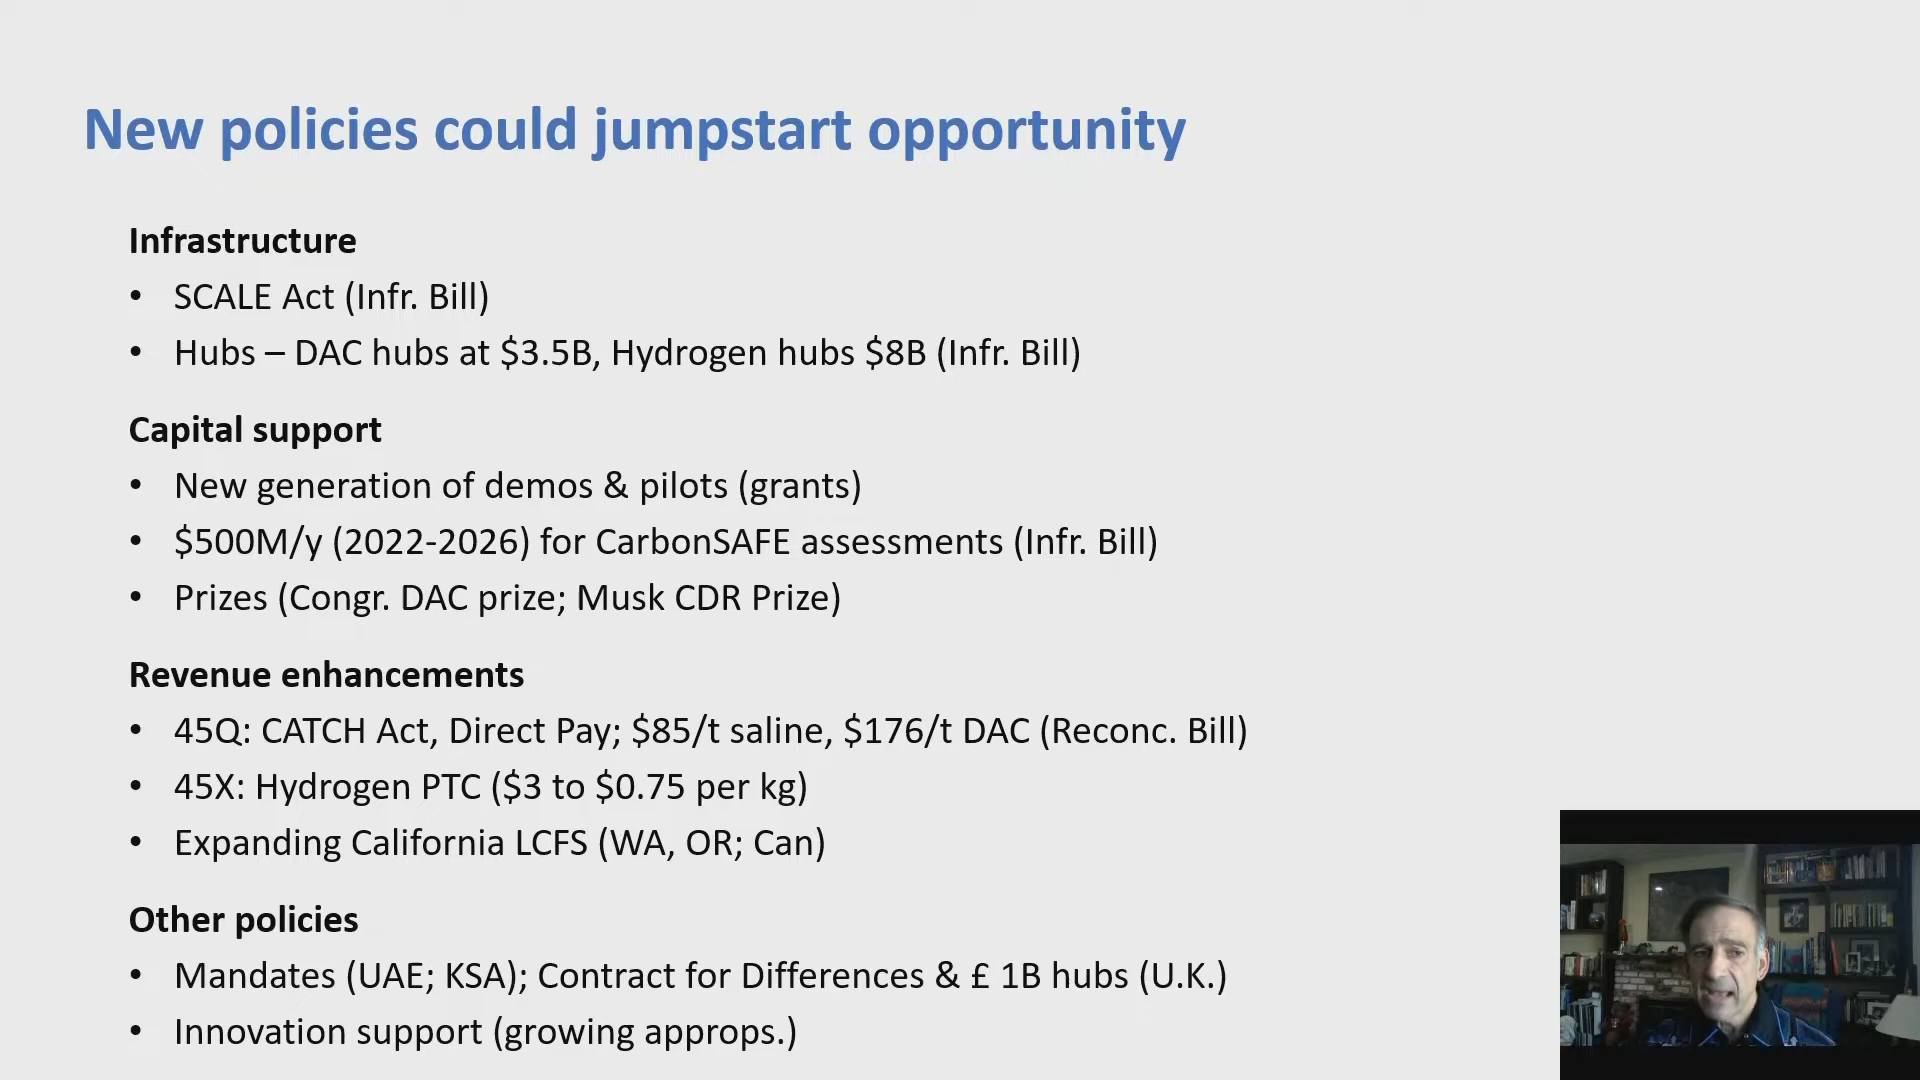 New policies could jumpstart opportunity
Infrastructure
• SCALE Act (Infr. Bill)
• Hubs – DAC hubs at $3.5B, Hydrogen hubs $8B (Infr. Bill)
Capital support
• New generation of demos & pilots (grants)
• $500M/y (2022-2026) for CarbonSAFE assessments (Infr. Bill)
• Prizes (Congr. DAC prize; Musk CDR Prize)
Revenue enhancements
• 45Q: CATCH Act, Direct Pay; $85/t saline, $176/t DAC (Reconc. Bill)
• 45X: Hydrogen PTC ($3 to $0.75 per kg)
• Expanding California LCFS (WA, OR; Can)
Other policies
• Mandates (UAE; KSA); Contract for Differences & £ 1B hubs (U.K.)
• Innovation support (growing approps.)